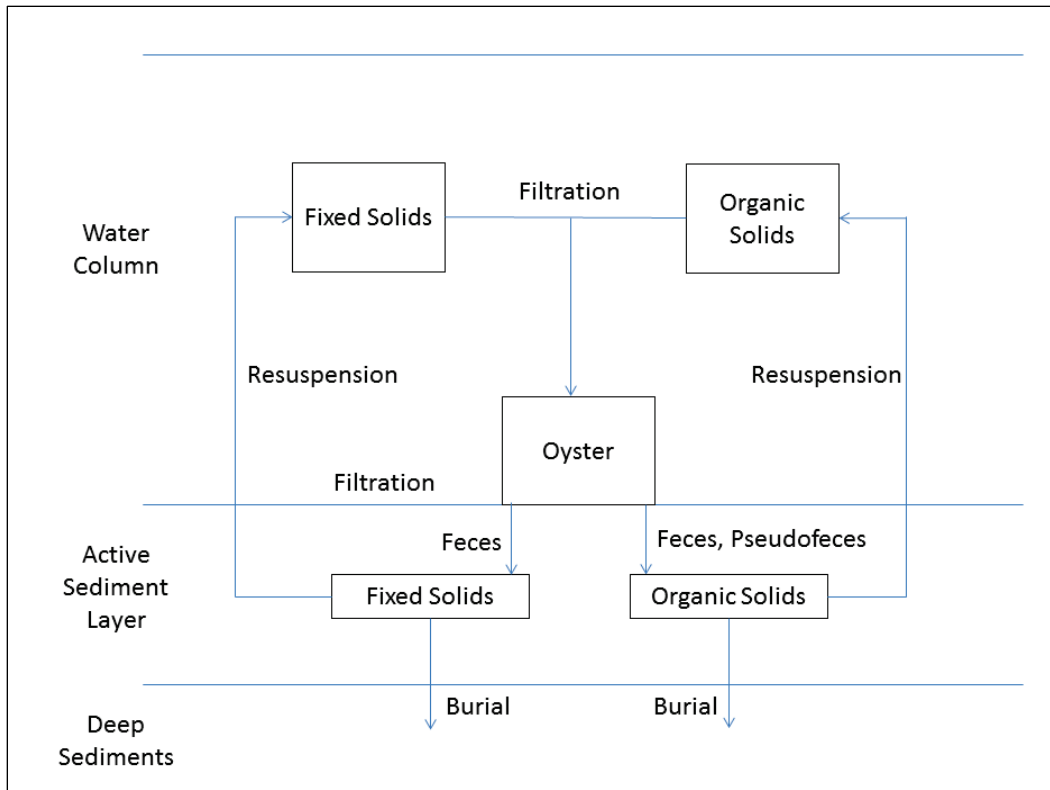 Filtration
Fixed Solids
Organic
Solids
Water
Column
Resuspension
Resuspension
Oyster
Filtration
Feces
Feces, Pseudofeces
Active
Sediment
Layer
Fixed Solids
Organic Solids
Burial
Burial
Deep
Sediments